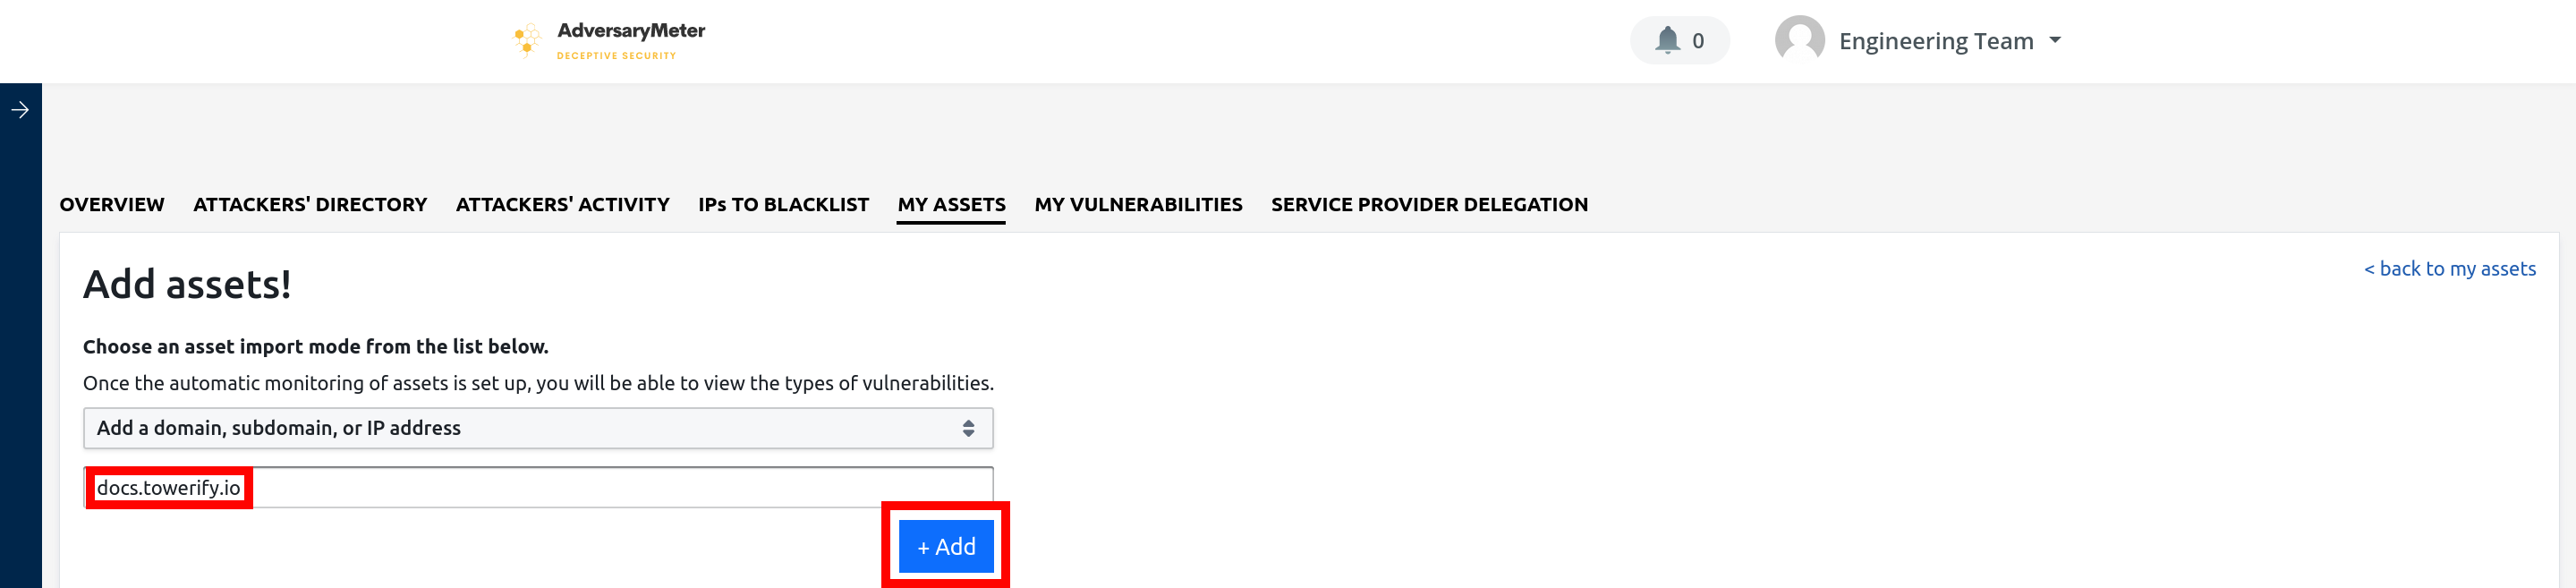 AdversaryMeter
DECEPTIVE SECURITY
0
Engineering Team
OVERVIEW ATTACKERS' DIRECTORY ATTACKERS' ACTIVITY IPs TO BLACKLIST MY ASSETS MY VULNERABILITIES SERVICE PROVIDER DELEGATION
Add assets!
< back to my assets
Choose an asset import mode from the list below.
Once the automatic monitoring of assets is set up, you will be able to view the types of vulnerabilities.
Add a domain, subdomain, or IP address
docs.towerify.io
+ Add